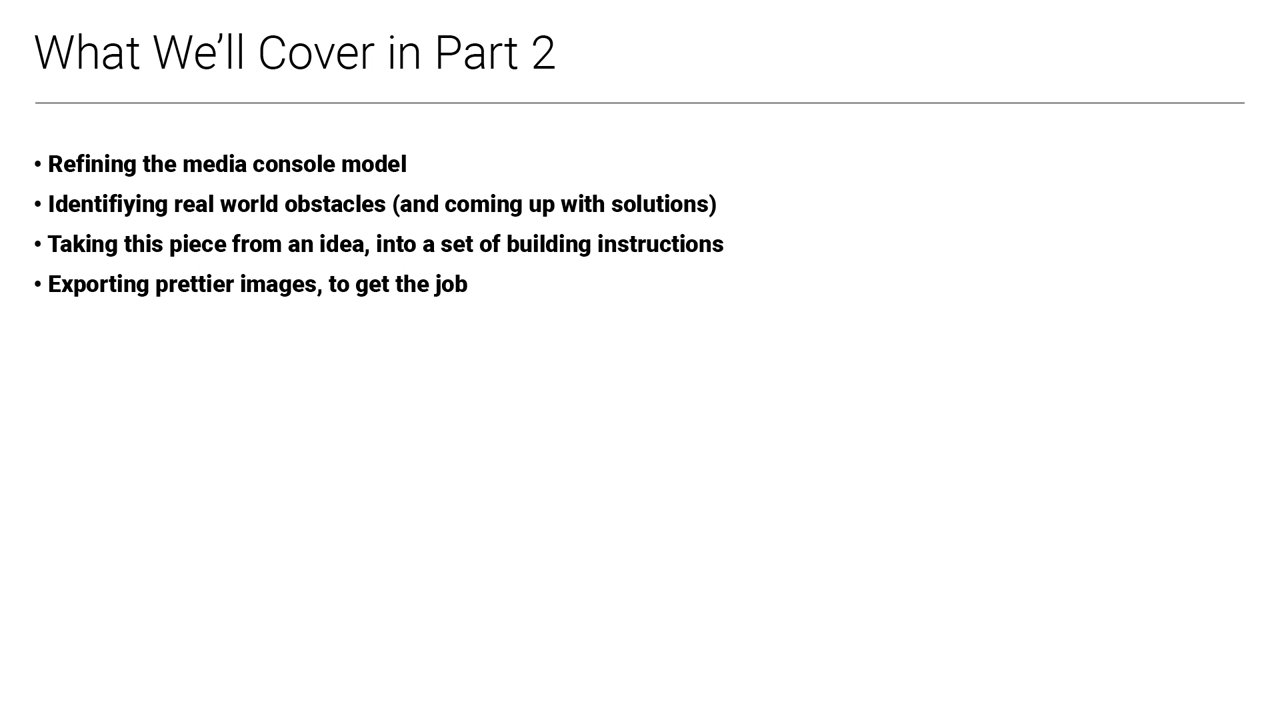 What We’ll Cover in Part 2
• Refining the media console model
• Identifiying real world obstacles (and coming up with solutions)
• Taking this piece from an idea, into a set of building instructions
• Exporting prettier images, to get the job